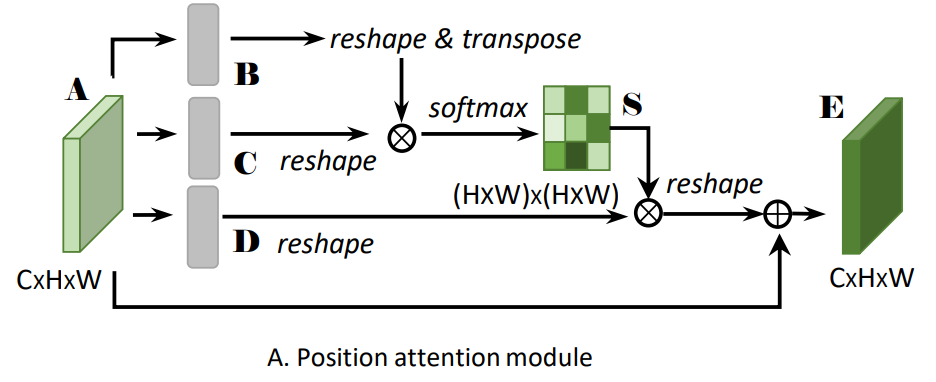 B
reshape & transpose
A
softmax
S
E
C
reshape
(HxW)x(HxW)
reshape
D
reshape
CxHxW
CxHxW
A. Position attention module